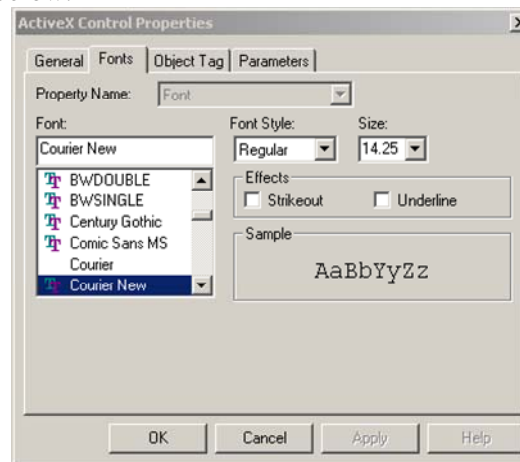 ActiveX Control Properties
General Fonts Object Tag Parameters
Property Name: Font
Font: Font Style: Size:
Courier New Regular 14.25
BWDOUBLE
BWSINGLE
Century Gothic
Comic Sans MS
Courier
Courier New
Effects
Strikeout Underline
Sample
AaBbYyZz
OK Cancel Apply Help